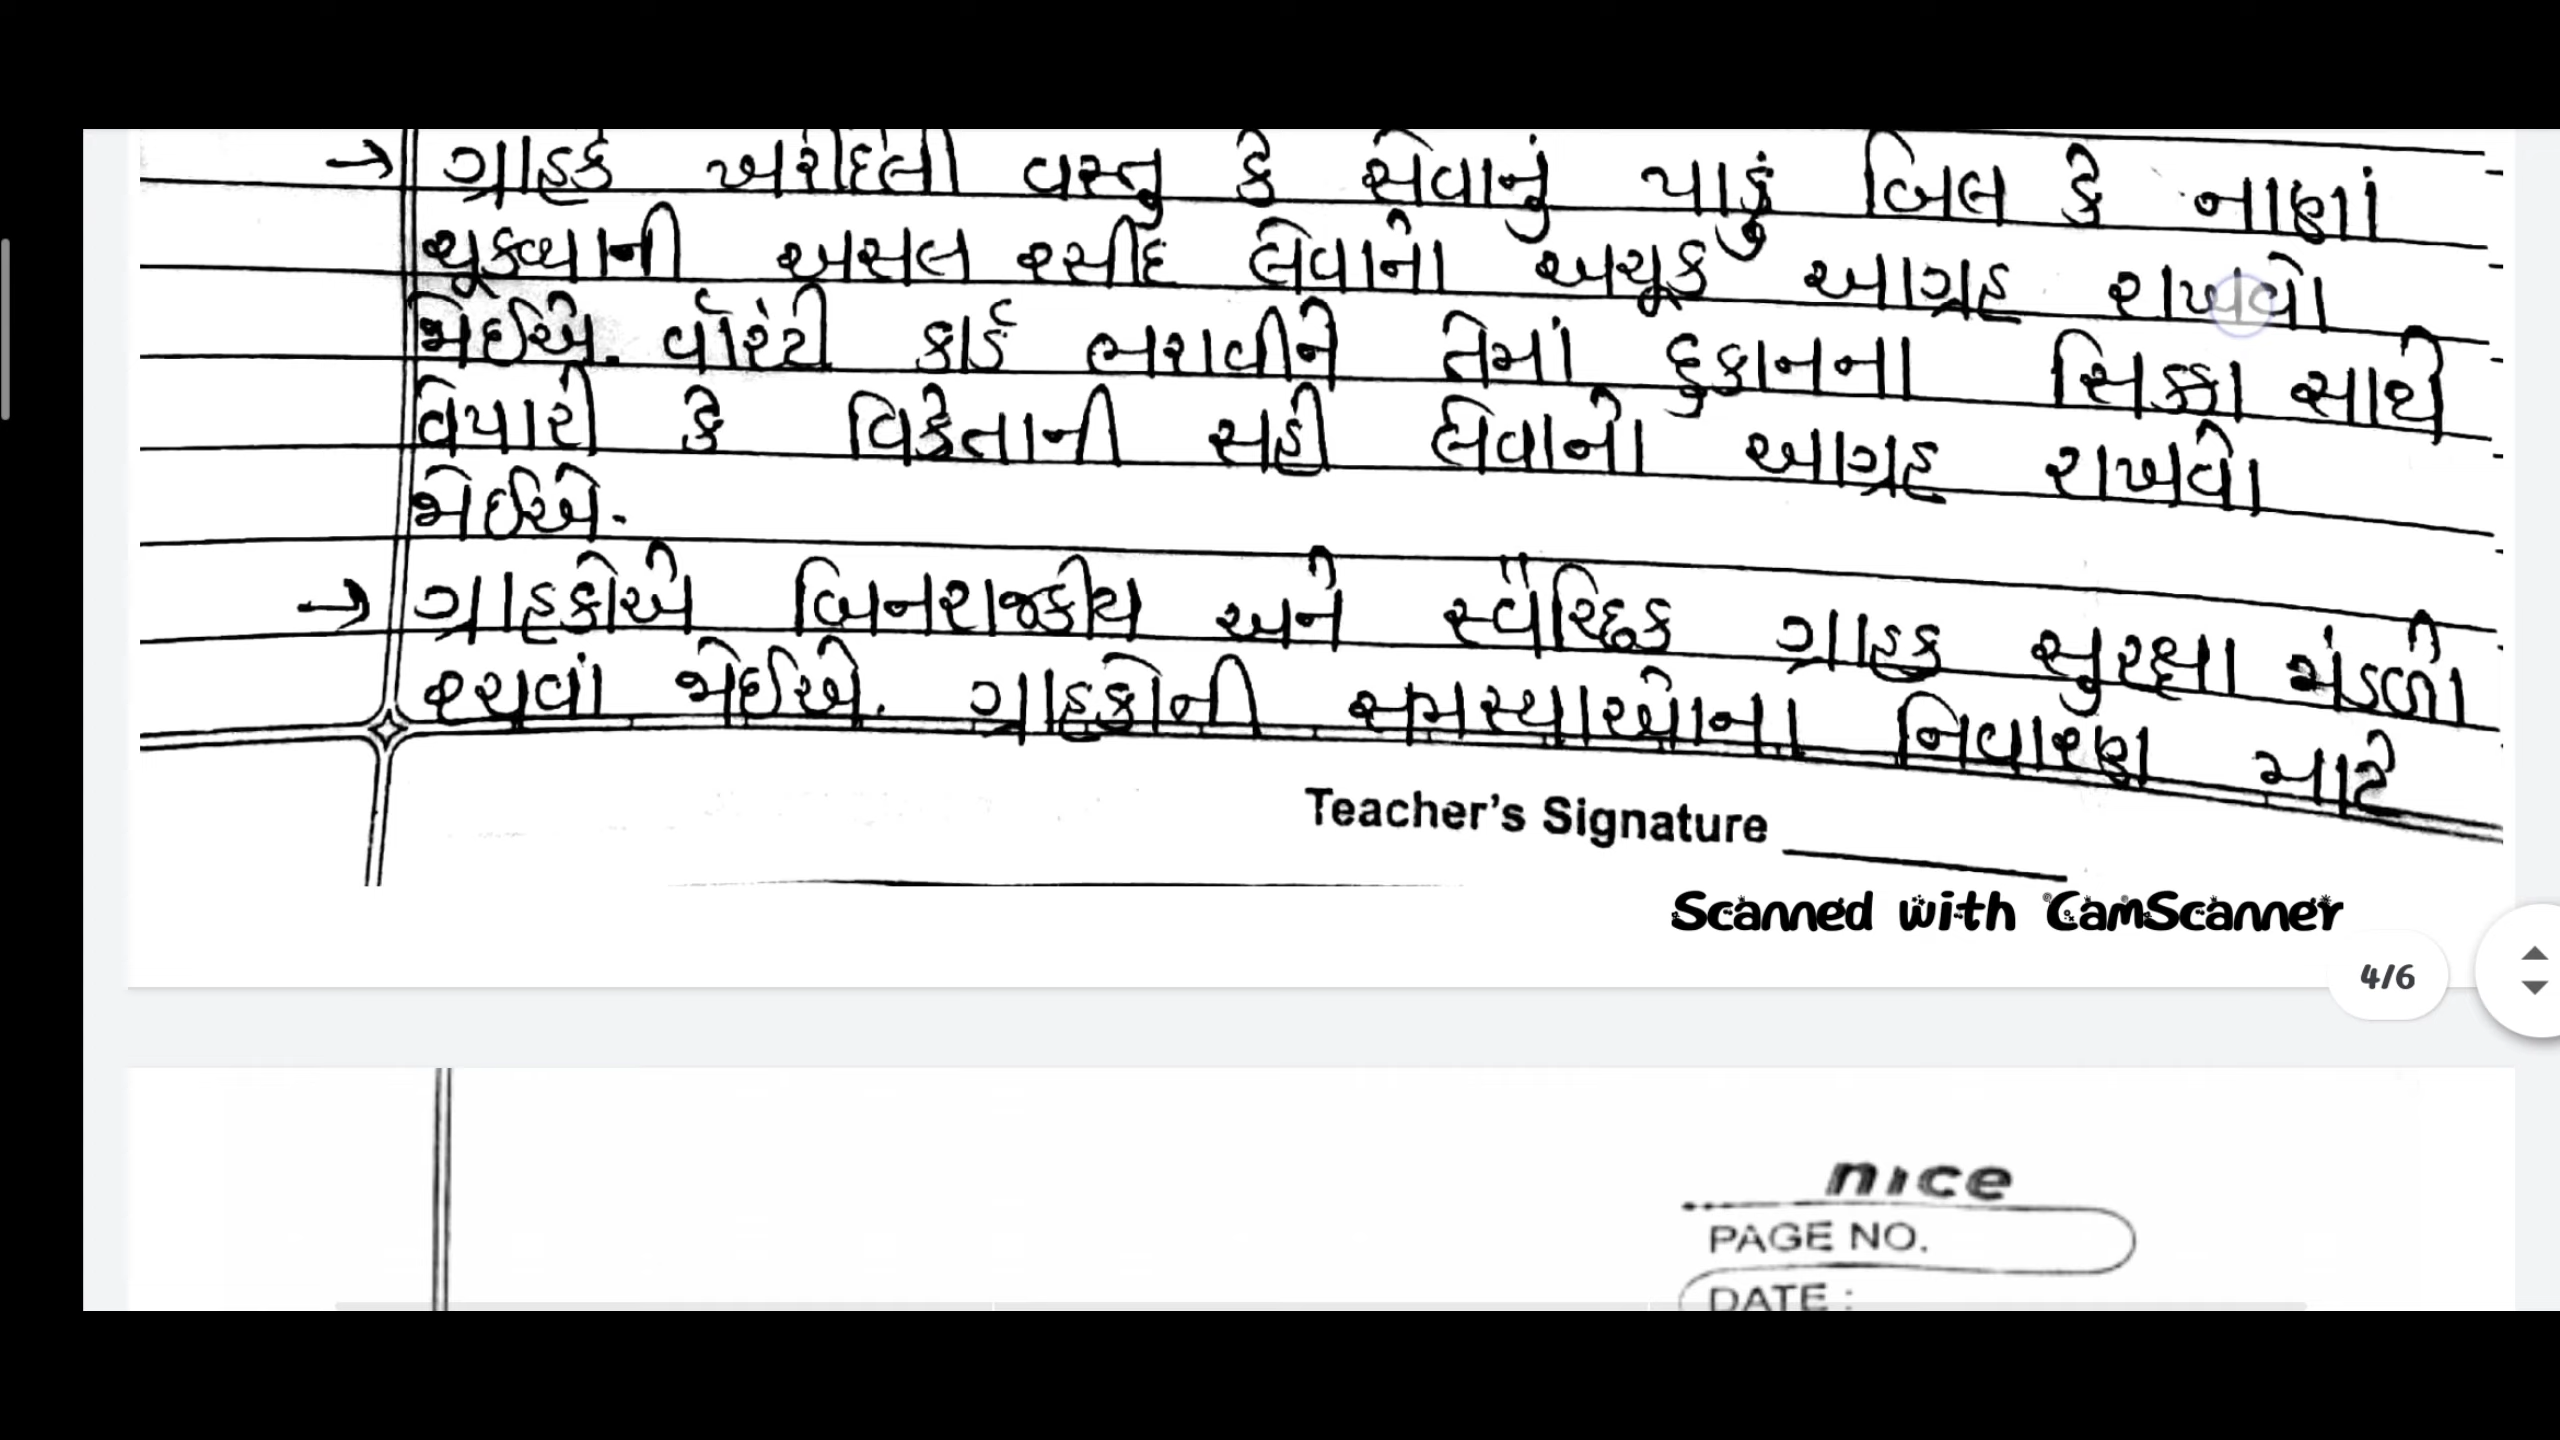 → ગ્રાહકે ખરીદેલી વસ્તુ કે સેવાનું પાકું બિલ કે નાણાં
ચૂકવ્યાની અસલ રસીદ લેવાનો અચૂક આગ્રહ રાખવો
જોઈએ. વૉરંટી કાર્ડ ભરાવીને તેમાં દુકાનના સિક્કા સાથે
વેપારી કે વિક્રેતાની સહી લેવાનો આગ્રહ રાખવો
જોઈએ.
→ ગ્રાહકોએ બિનરાજકીય અને સ્વૈચ્છિક ગ્રાહક સુરક્ષા મંડળો
રચવાં જોઈએ. ગ્રાહકોની સમસ્યાઓના નિવારણ માટે
Teacher's Signature
Scanned with CamScanner
4/6
nice
PAGE NO.
DATE :